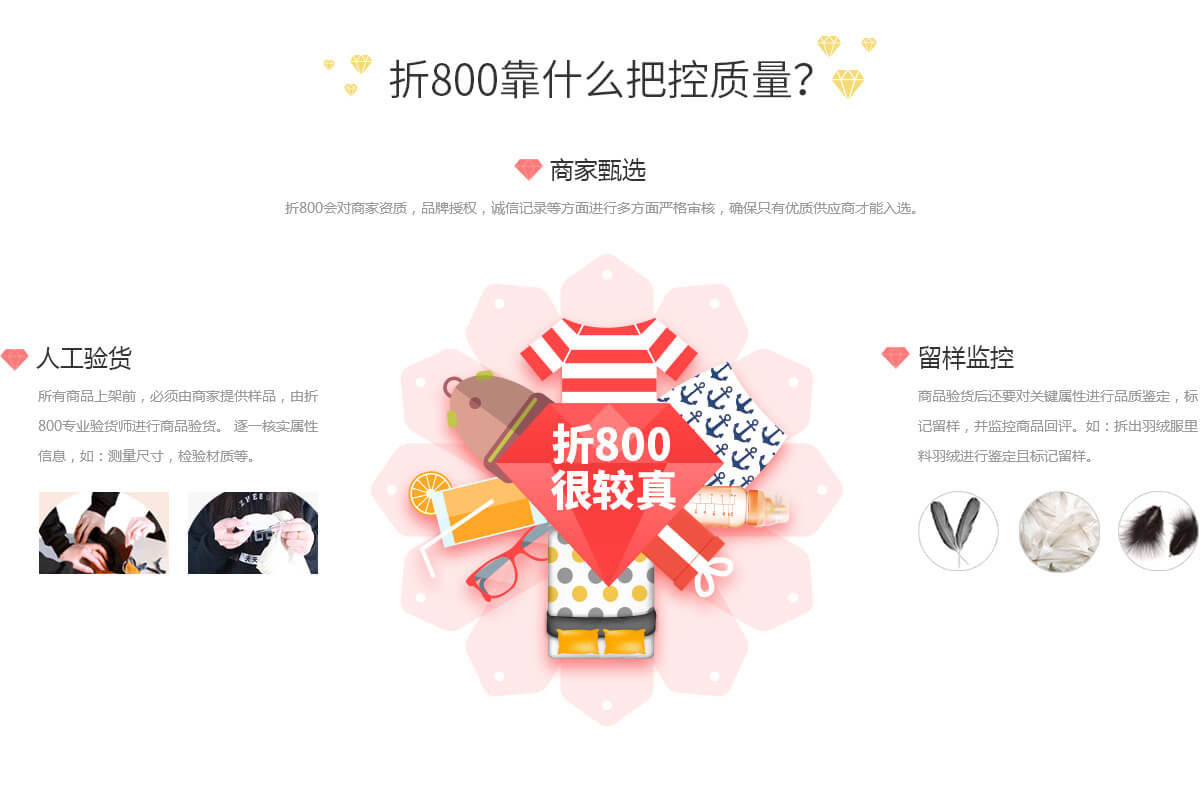 折800靠什么把控质量？
商家甄选
折800会对商家资质，品牌授权，诚信记录等方面进行多方面严格审核，确保只有优质供应商才能入选。
人工验货
所有商品上架前，必须由商家提供样品，由折
800专业验货师进行商品验货。 逐一核实属性
信息，如：测量尺寸，检验材质等。
折800
很较真
留样监控
商品验货后还要对关键属性进行品质鉴定，标
记留样，并监控商品回评。如：拆出羽绒服里
料羽绒进行鉴定且标记留样。